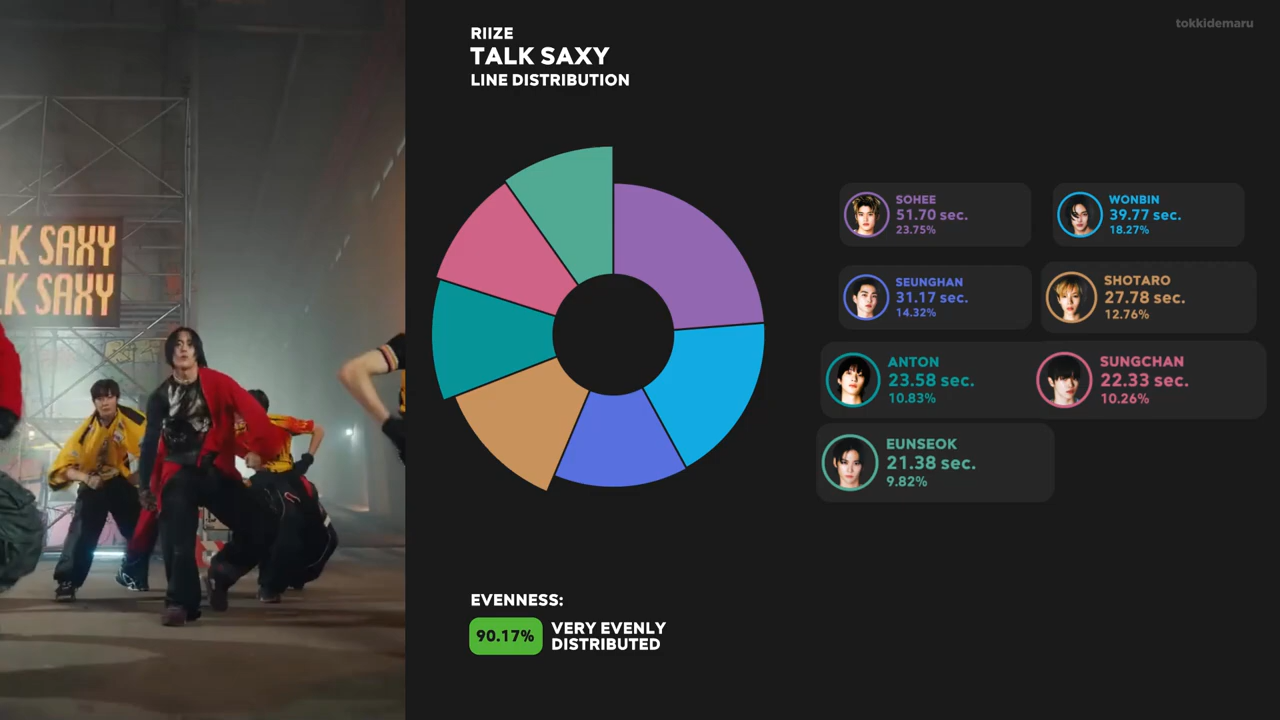 tokkidemaru
RIIZE
TALK SAXY
LINE DISTRIBUTION
SOHEE
51.70 sec.
23.75%
WONBIN
39.77 sec.
18.27%
SEUNGHAN
31.17 sec.
14.32%
SHOTARO
27.78 sec.
12.76%
ANTON
23.58 sec.
10.83%
SUNGCHAN
22.33 sec.
10.26%
EUNSEOK
21.38 sec.
9.82%
LK SAXY
LK SAXY
EVENNESS:
90.17%
VERY EVENLY
DISTRIBUTED